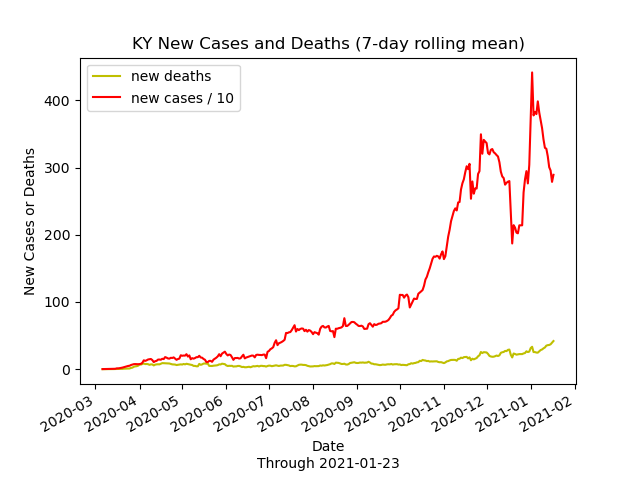 KY New Cases and Deaths (7-day rolling mean)
new deaths
new cases / 10
New Cases or Deaths
400
300
200
100
0
2020-03
2020-04
2020-05
2020-06
2020-07
2020-08
2020-09
2020-10
2020-11
2020-12
2021-01
2021-02
Date
Through 2021-01-23